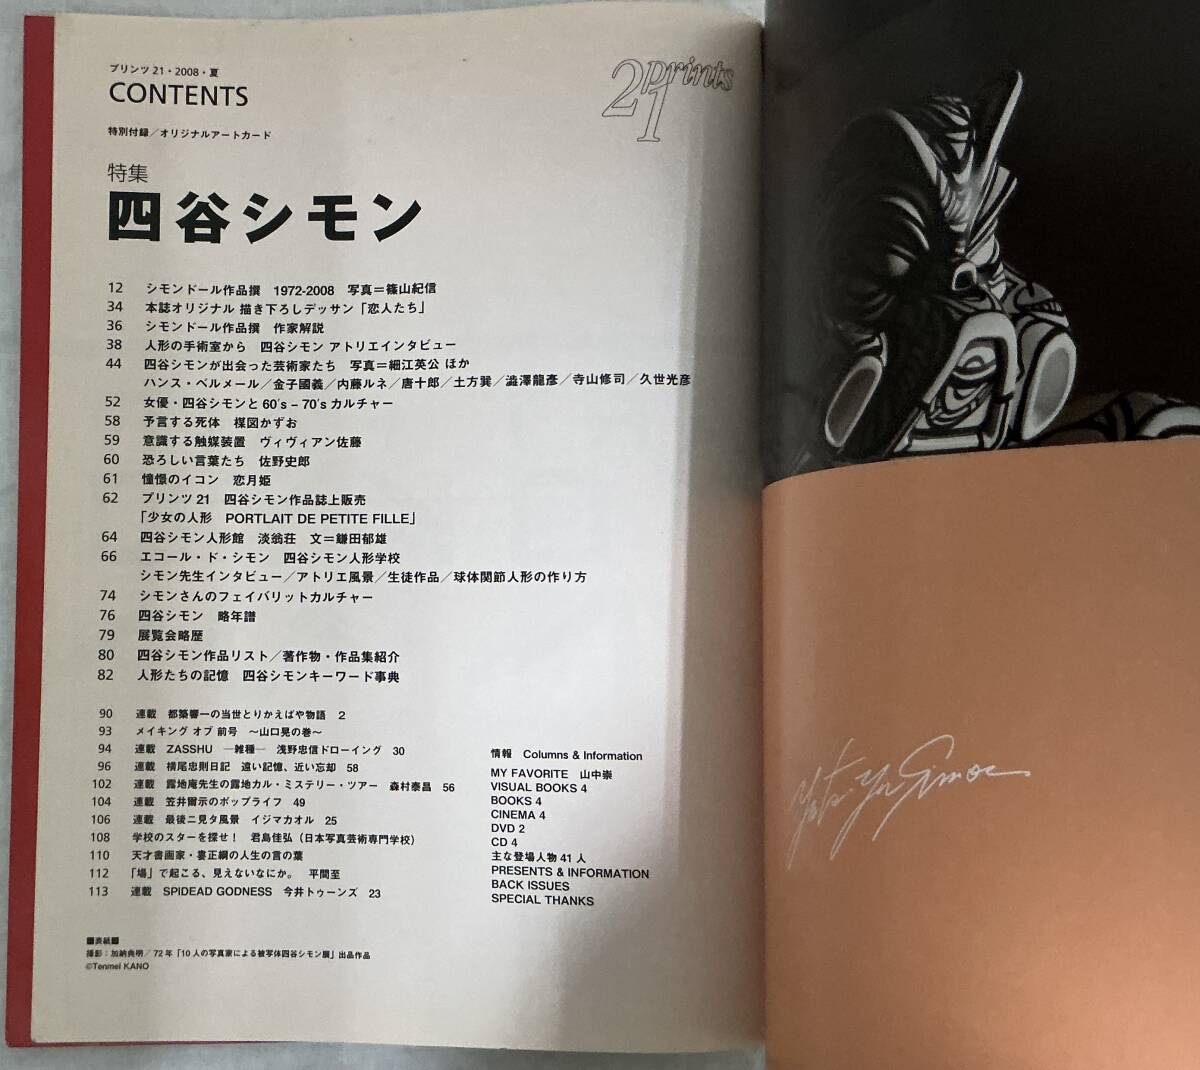 プリンツ 21・2008・夏
CONTENTS
21 prints
特別付録／オリジナルアートカード
特集
四谷シモン
12 シモンドール作品撰 1972-2008 写真＝篠山紀信
34 本誌オリジナル 描き下ろしデッサン「恋人たち」
36 シモンドール作品撰 作家解説
38 人形の手術室から 四谷シモン アトリエインタビュー
44 四谷シモンが出会った芸術家たち 写真＝細江英公 ほか
ハンス・ベルメール／金子國義／内藤ルネ／唐十郎／土方巽／澁澤龍彦／寺山修司／久世光彦
52 女優・四谷シモンと 60's – 70's カルチャー
58 予言する死体 楳図かずお
59 意識する触媒装置 ヴィヴィアン佐藤
60 恐ろしい言葉たち 佐野史郎
61 憧憬のイコン 恋月姫
62 プリンツ 21 四谷シモン作品誌上販売
「少女の人形 PORTLAIT DE PETITE FILLE」
64 四谷シモン人形館 淡翁荘 文＝鎌田郁雄
66 エコール・ド・シモン 四谷シモン人形学校
シモン先生インタビュー／アトリエ風景／生徒作品／球体関節人形の作り方
74 シモンさんのフェイバリットカルチャー
76 四谷シモン 略年譜
79 展覧会略歴
80 四谷シモン作品リスト／著作物・作品集紹介
82 人形たちの記憶 四谷シモンキーワード事典
90 連載 都築響一の当世とりかえばや物語 2
93 メイキング オブ 前号 〜山口晃の巻〜
94 連載 ZASSHU —雑種— 浅野忠信ドローイング 30
96 連載 横尾忠則日記 遠い記憶、近い忘却 58
102 連載 露地庵先生の露地カル・ミステリー・ツアー 森村泰昌 56
104 連載 笠井爾示のポップライフ 49
106 連載 最後ニ見タ風景 イジマカオル 25
108 学校のスターを探せ！ 君島佳弘（日本写真芸術専門学校）
110 天才書画家・妻正綱の人生の言の葉
112 「場」で起こる、見えないなにか。 平間至
113 連載 SPIDEAD GODNESS 今井トゥーンズ 23
情報 Columns & Information
MY FAVORITE 山中崇
VISUAL BOOKS 4
BOOKS 4
CINEMA 4
DVD 2
CD 4
主な登場人物 41 人
PRESENTS & INFORMATION
BACK ISSUES
SPECIAL THANKS
■表紙■
撮影：加納典明／72 年「10 人の写真家による被写体四谷シモン展」出品作品
©Tenmei KANO